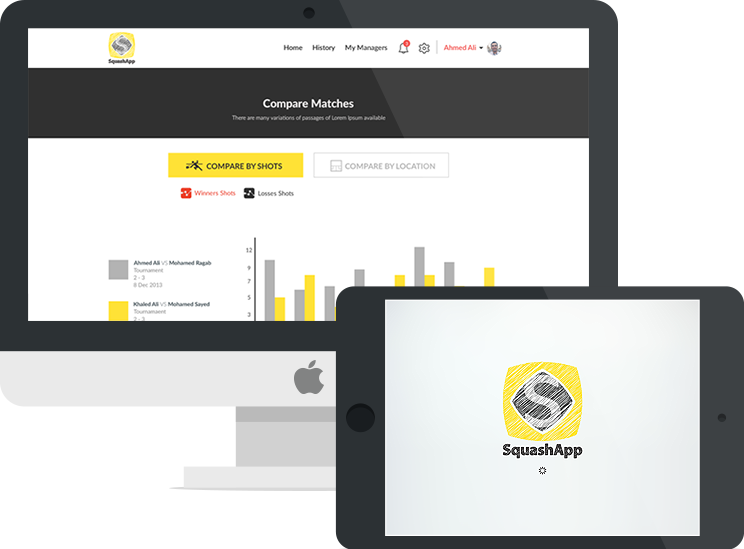 SquashApp
Home History My Managers 3 Ahmed Ali
Compare Matches
There are many variations of passages of Lorem Ipsum available
COMPARE BY SHOTS COMPARE BY LOCATION
Winners Shots Losses Shots
Ahmed Ali VS Mohamed Ragab
Tournament
2 - 3
8 Dec 2013
Khaled Ali VS Mohamed Sayed
Tournament
2 - 3
12
9
7
5
3
S
SquashApp